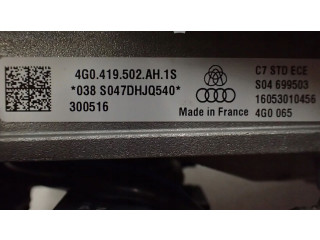 4G0.419.502.AH.1S
*038 S047DHJQ540*
300516
Made in France
C7 STD ECE
S04 699503
16053010456
4G0 065